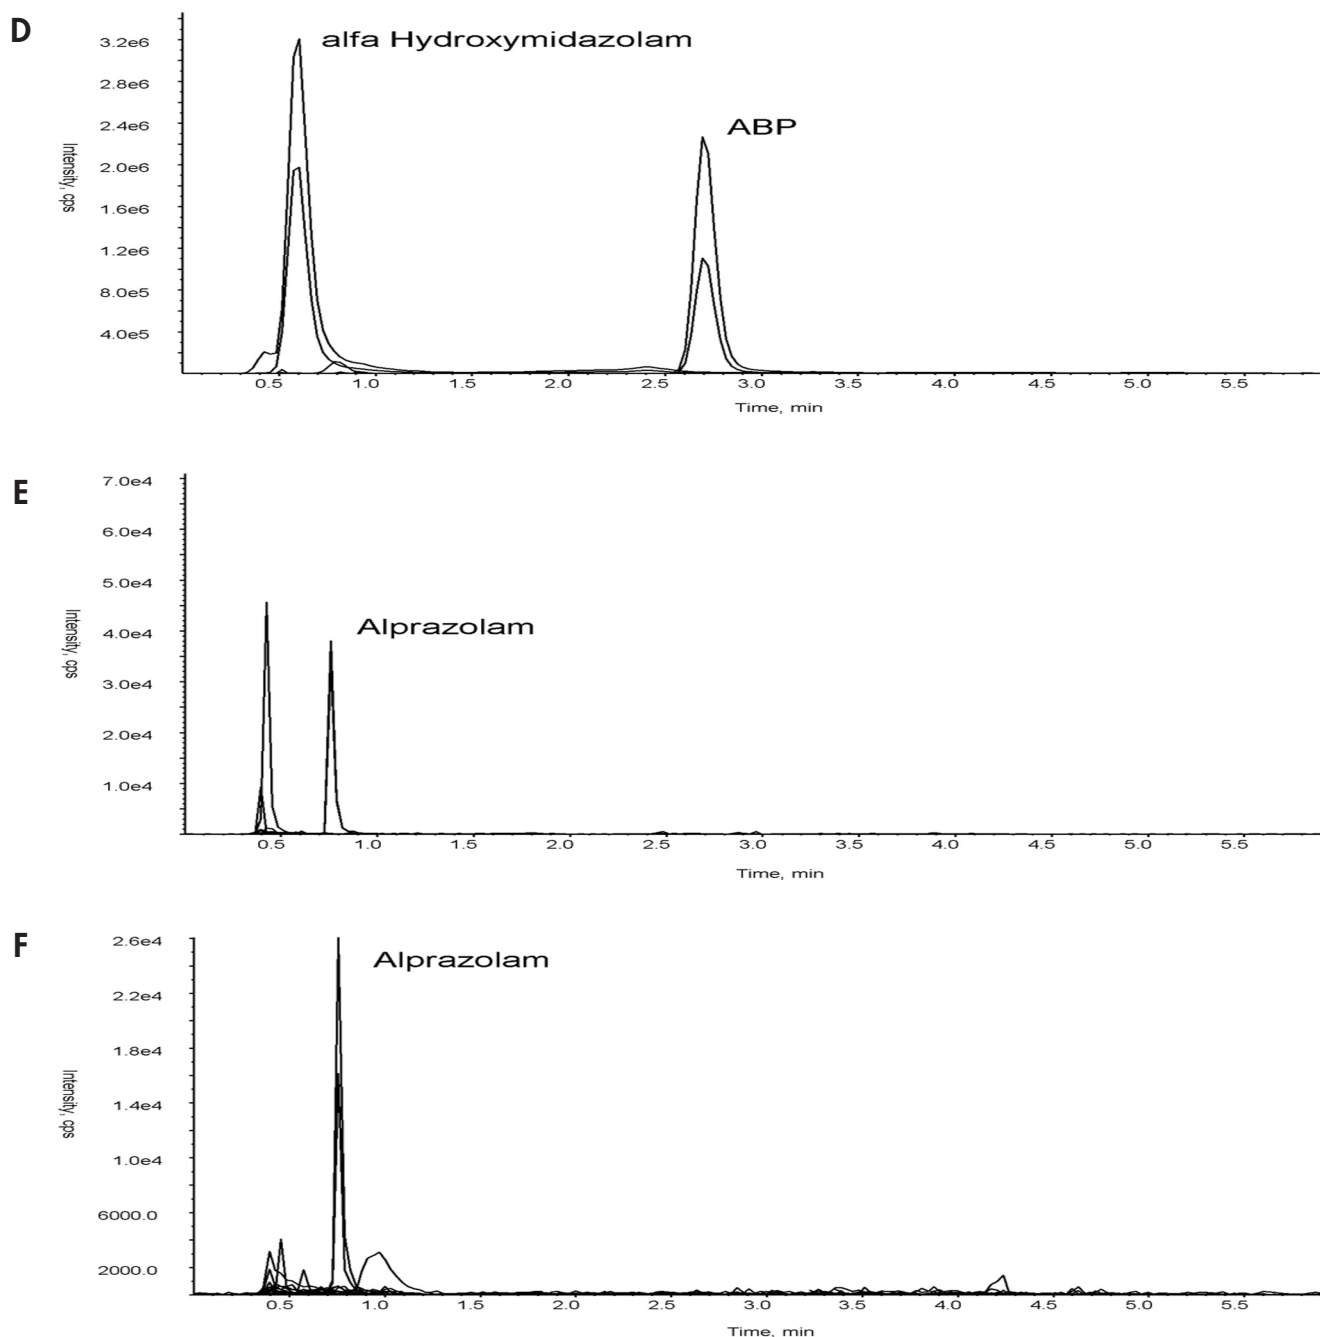 D
alfa Hydroxymidazolam
ABP
Intensity, cps
3.2e6
2.8e6
2.4e6
2.0e6
1.6e6
1.2e6
8.0e5
4.0e5
0.5 1.0 1.5 2.0 2.5 3.0 3.5 4.0 4.5 5.0 5.5
Time, min
E
Alprazolam
Intensity, cps
7.0e4
6.0e4
5.0e4
4.0e4
3.0e4
2.0e4
1.0e4
0.5 1.0 1.5 2.0 2.5 3.0 3.5 4.0 4.5 5.0 5.5
Time, min
F
Alprazolam
Intensity, cps
2.6e4
2.2e4
1.8e4
1.4e4
1.0e4
6000.0
2000.0
0.5 1.0 1.5 2.0 2.5 3.0 3.5 4.0 4.5 5.0 5.5
Time, min